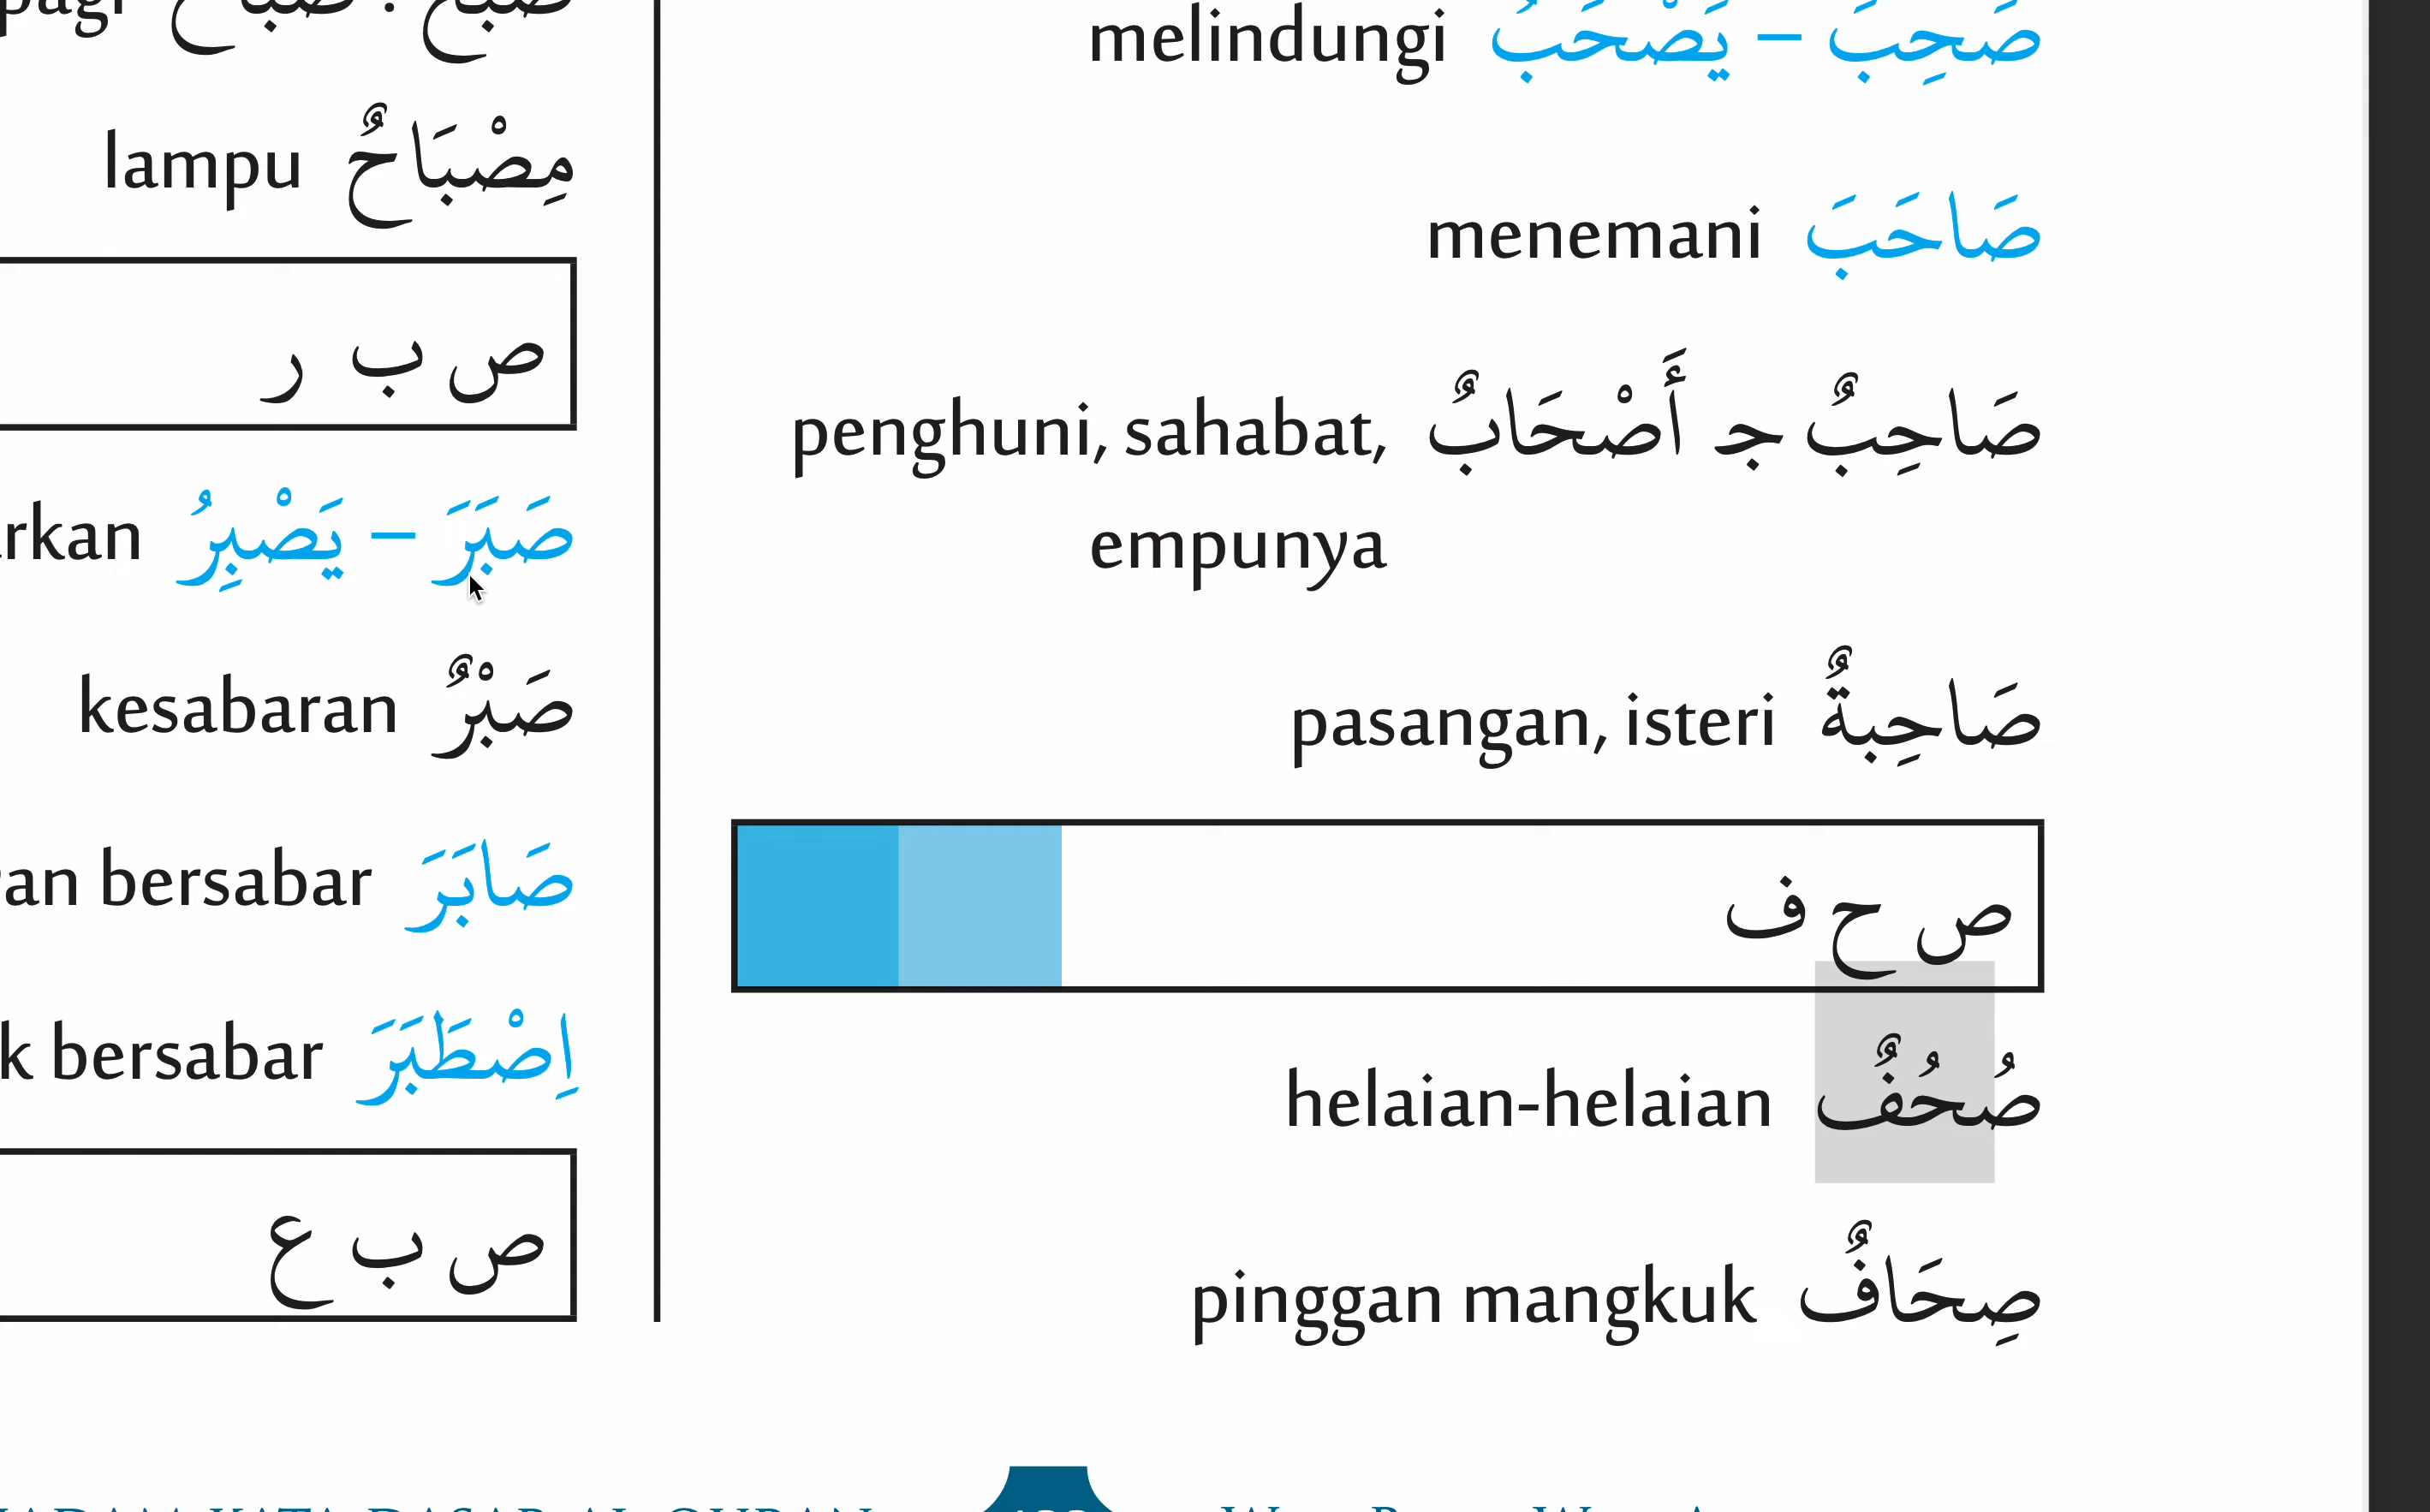 melindungi صَحِبَ – يَصْحَبُ
menemani صَاحَبَ
penghuni, sahabat, صَاحِبٌ جـ أَصْحَابٌ
empunya
pasangan, isteri صَاحِبَةٌ
ص ح ف
helaian-helaian صُحُفٌ
pinggan mangkuk صِحَافٌ
lampu مِصْبَاحٌ
ص ب ر
rkan صَبَرَ – يَصْبِرُ
kesabaran صَبْرٌ
an bersabar صَابَرَ
k bersabar اِصْطَبَرَ
ص ب ع